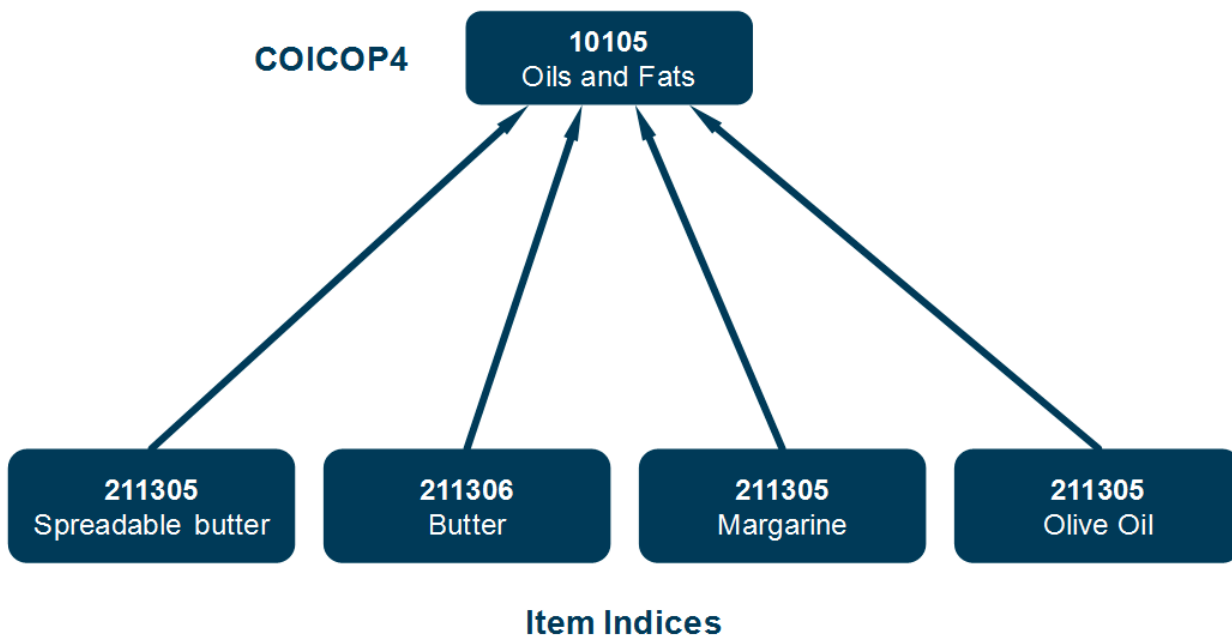 COICOP4
10105
Oils and Fats
211305
Spreadable butter
211306
Butter
211305
Margarine
211305
Olive Oil
Item Indices